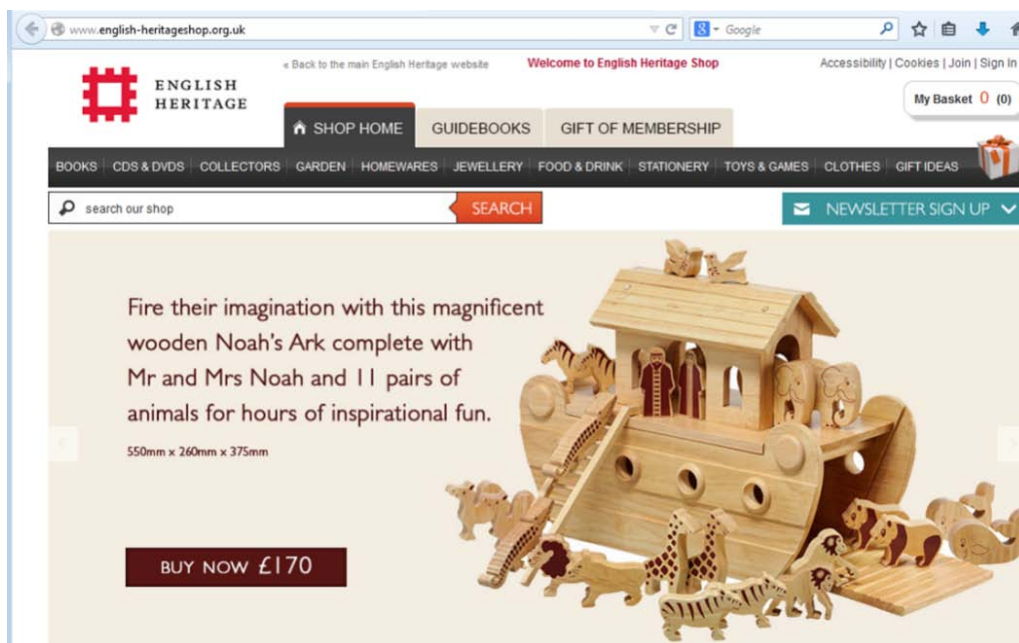 www.english-heritageshop.org.uk
Google
« Back to the main English Heritage website
Welcome to English Heritage Shop
Accessibility | Cookies | Join | Sign In
ENGLISH
HERITAGE
My Basket 0 (0)
SHOP HOME
GUIDEBOOKS
GIFT OF MEMBERSHIP
BOOKS
CDS & DVDS
COLLECTORS
GARDEN
HOMEWARES
JEWELLERY
FOOD & DRINK
STATIONERY
TOYS & GAMES
CLOTHES
GIFT IDEAS
search our shop
SEARCH
NEWSLETTER SIGN UP
Fire their imagination with this magnificent
wooden Noah's Ark complete with
Mr and Mrs Noah and 11 pairs of
animals for hours of inspirational fun.
550mm x 260mm x 375mm
BUY NOW £170